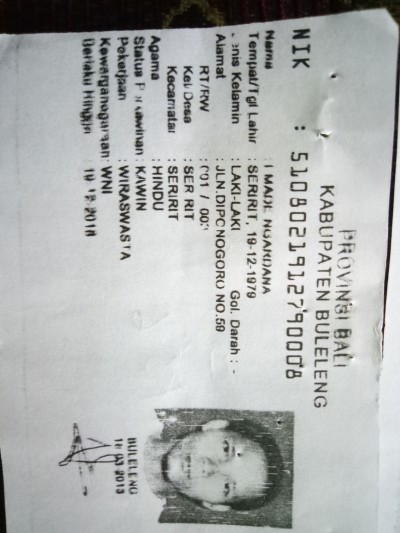 PROVINSI BALI
KABUPATEN BULELENG
NIK : 5108021912790008
Nama : I MADE NGARDANA
Tempat/Tgl Lahir : SERIRIT, 19-12-1979
Jenis Kelamin : LAKI-LAKI Gol. Darah : -
Alamat : JLN.DIPONOGORO NO.59
RT/RW : 001 / 003
Kel/Desa : SERIRIT
Kecamatan : SERIRIT
Agama : HINDU
Status Perkawinan : KAWIN
Pekerjaan : WIRASWASTA
Kewarganegaraan: WNI
Berlaku Hingga : 19-12-2018
BULELENG
18-03-2013